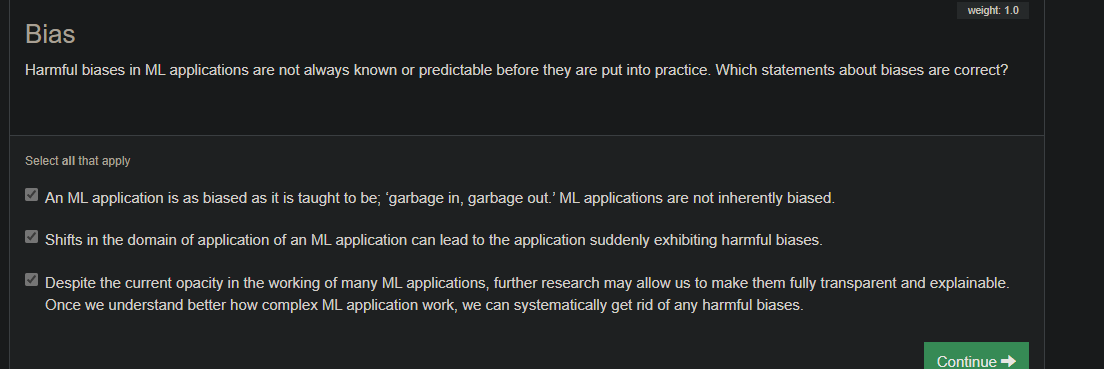 weight: 1.0
Bias
Harmful biases in ML applications are not always known or predictable before they are put into practice. Which statements about biases are correct?
Select all that apply
An ML application is as biased as it is taught to be; ‘garbage in, garbage out.’ ML applications are not inherently biased.
Shifts in the domain of application of an ML application can lead to the application suddenly exhibiting harmful biases.
Despite the current opacity in the working of many ML applications, further research may allow us to make them fully transparent and explainable.
Once we understand better how complex ML application work, we can systematically get rid of any harmful biases.
Continue